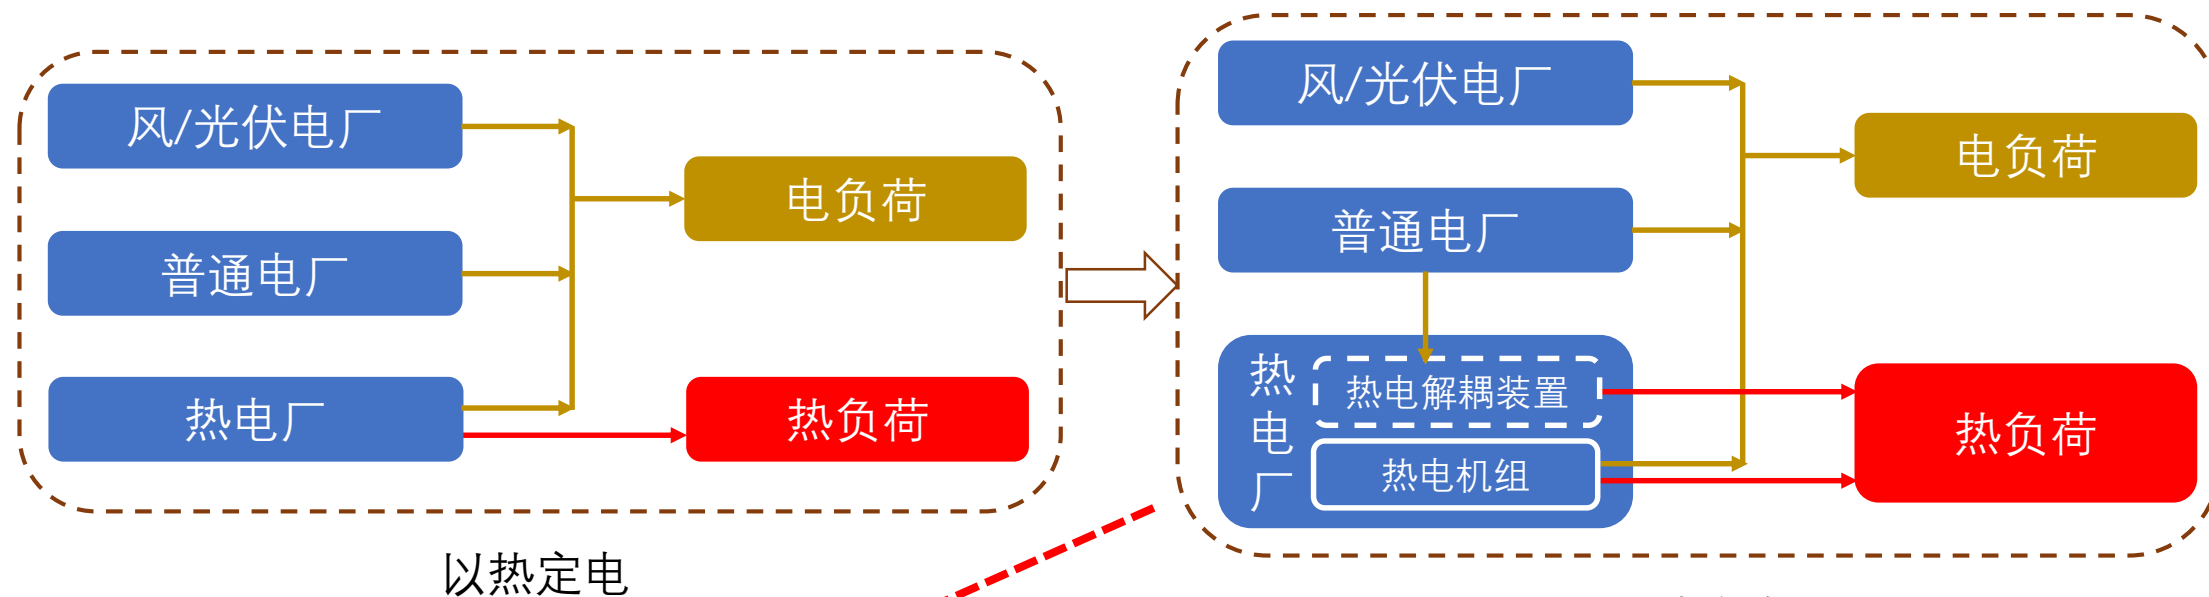 风/光伏电厂
普通电厂
热电厂
电负荷
热负荷
以热定电
风/光伏电厂
普通电厂
热电厂
热电解耦装置
热电机组
电负荷
热负荷